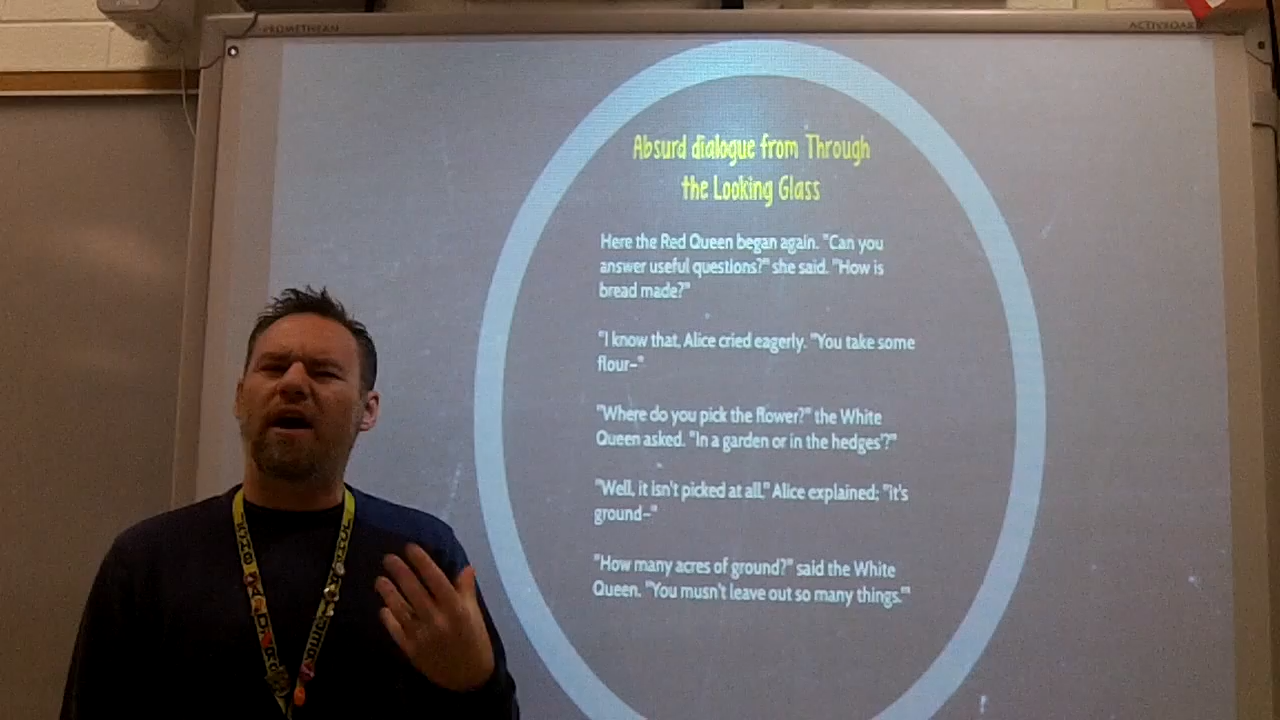 PROMETHEAN
ACTIVBOARD
Absurd dialogue from Through
the Looking Glass
Here the Red Queen began again. "Can you
answer useful questions?" she said. "How is
bread made?"
"I know that, Alice cried eagerly. "You take some
flour–"
"Where do you pick the flower?" the White
Queen asked. "In a garden or in the hedges'?"
"Well, it isn't picked at all," Alice explained; "it's
ground–"
"How many acres of ground?" said the White
Queen. "You musn't leave out so many things."'